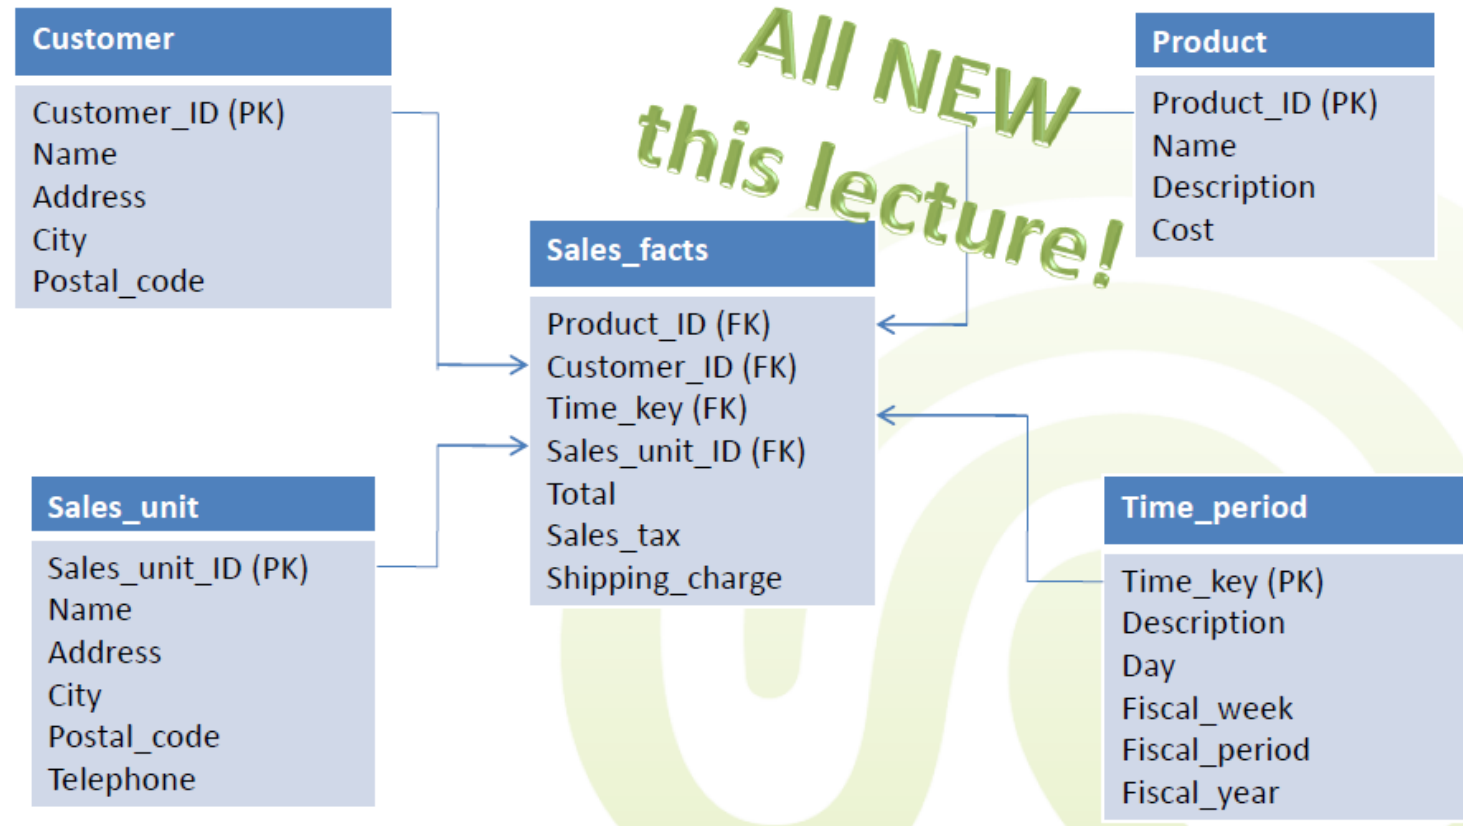 Customer
Customer_ID (PK)
Name
Address
City
Postal_code
All NEW
this lecture!
Product
Product_ID (PK)
Name
Description
Cost
Sales_facts
Product_ID (FK)
Customer_ID (FK)
Time_key (FK)
Sales_unit_ID (FK)
Total
Sales_tax
Shipping_charge
Sales_unit
Sales_unit_ID (PK)
Name
Address
City
Postal_code
Telephone
Time_period
Time_key (PK)
Description
Day
Fiscal_week
Fiscal_period
Fiscal_year